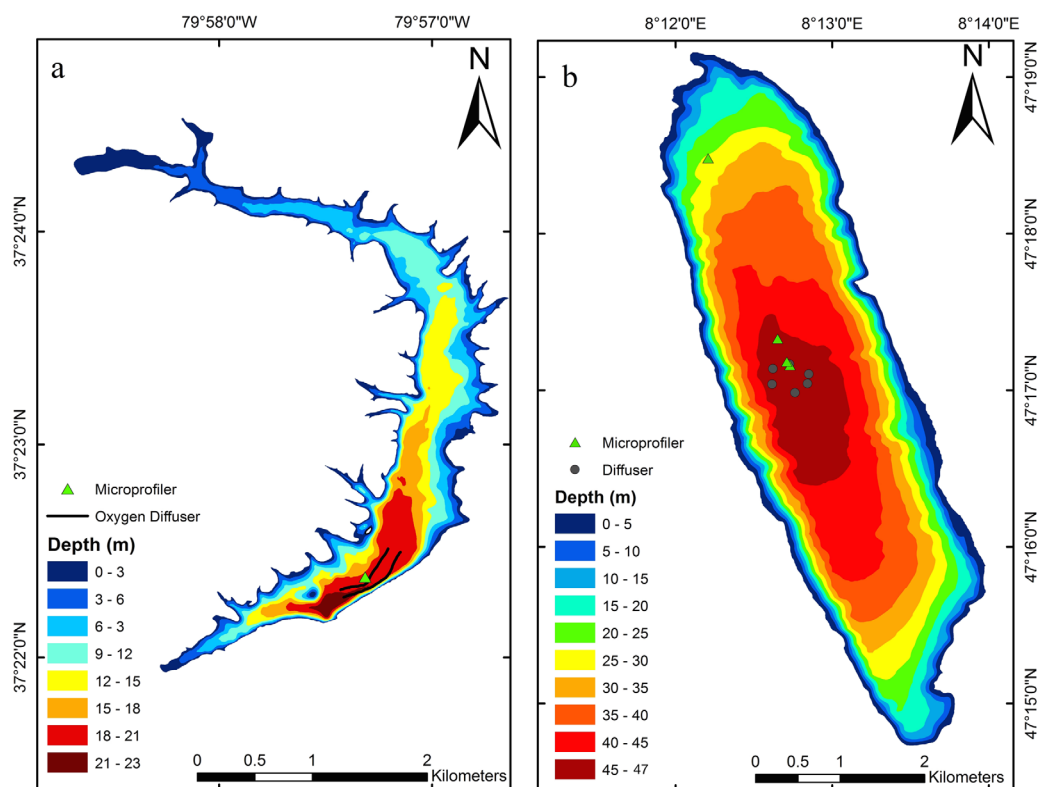 79°58'0"W
79°57'0"W
a
N
37°24'0"N
37°23'0"N
37°22'0"N
Microprofiler
Oxygen Diffuser
Depth (m)
0 - 3
3 - 6
6 - 3
9 - 12
12 - 15
15 - 18
18 - 21
21 - 23
0 0.5 1 2
Kilometers
8°12'0"E
8°13'0"E
8°14'0"E
b
N
47°19'0"N
47°18'0"N
47°17'0"N
47°16'0"N
47°15'0"N
Microprofiler
Diffuser
Depth (m)
0 - 5
5 - 10
10 - 15
15 - 20
20 - 25
25 - 30
30 - 35
35 - 40
40 - 45
45 - 47
0 0.5 1 2
Kilometers